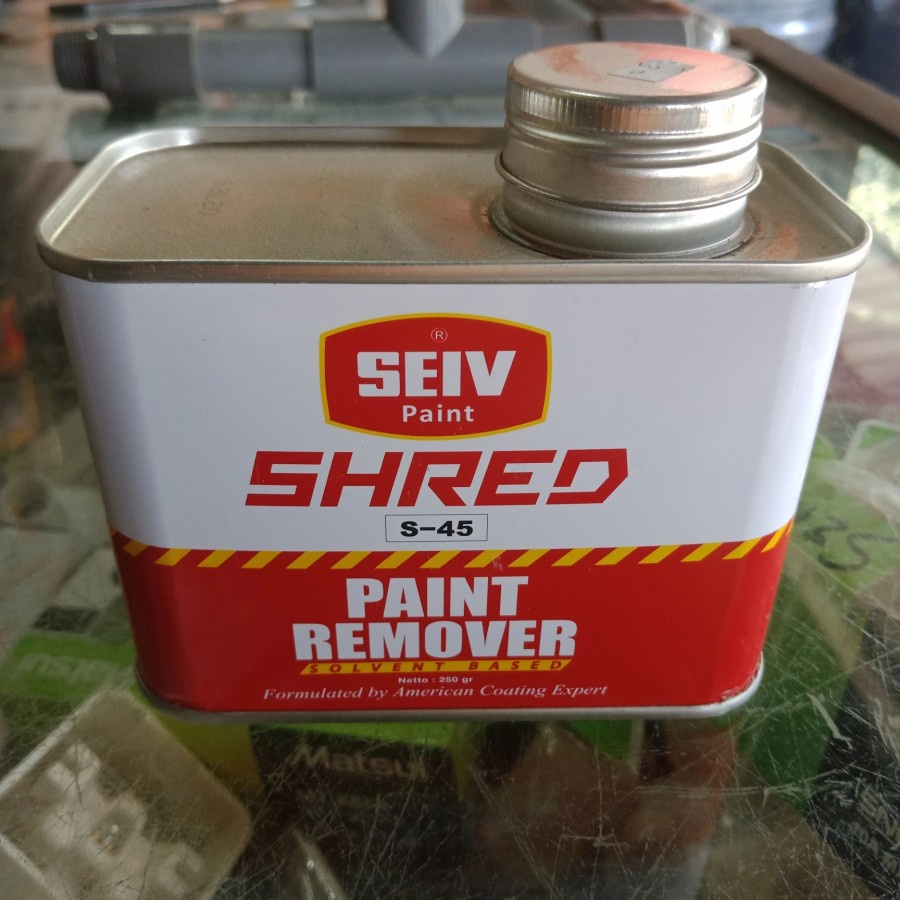 ®
SEIV
Paint
SHRED
S-45
PAINT
REMOVER
SOLVENT BASED
Netto : 250 gr
Formulated by American Coating Expert
Matsui